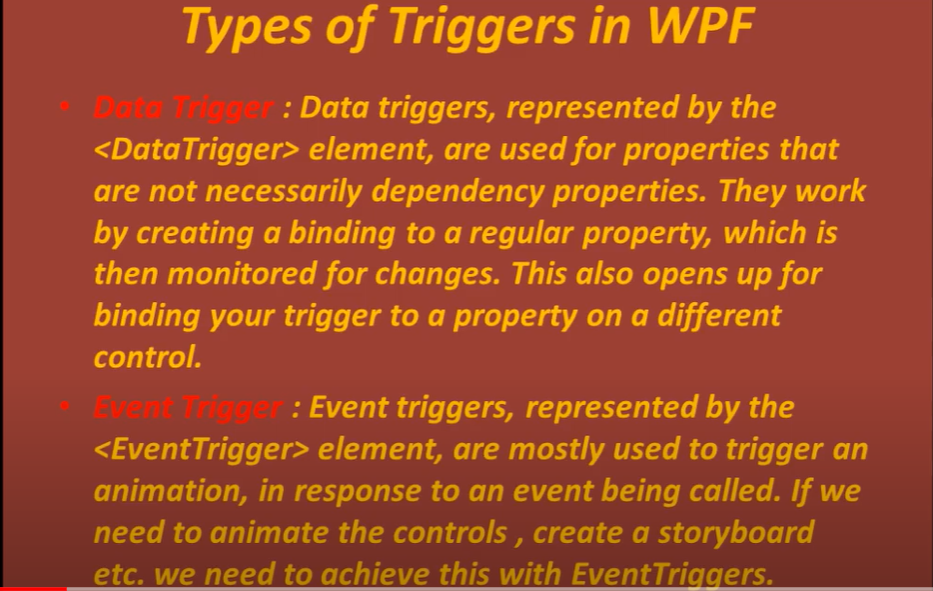 Types of Triggers in WPF
• Data Trigger : Data triggers, represented by the
<DataTrigger> element, are used for properties that
are not necessarily dependency properties. They work
by creating a binding to a regular property, which is
then monitored for changes. This also opens up for
binding your trigger to a property on a different
control.
• Event Trigger : Event triggers, represented by the
<EventTrigger> element, are mostly used to trigger an
animation, in response to an event being called. If we
need to animate the controls , create a storyboard
etc. we need to achieve this with EventTriggers.